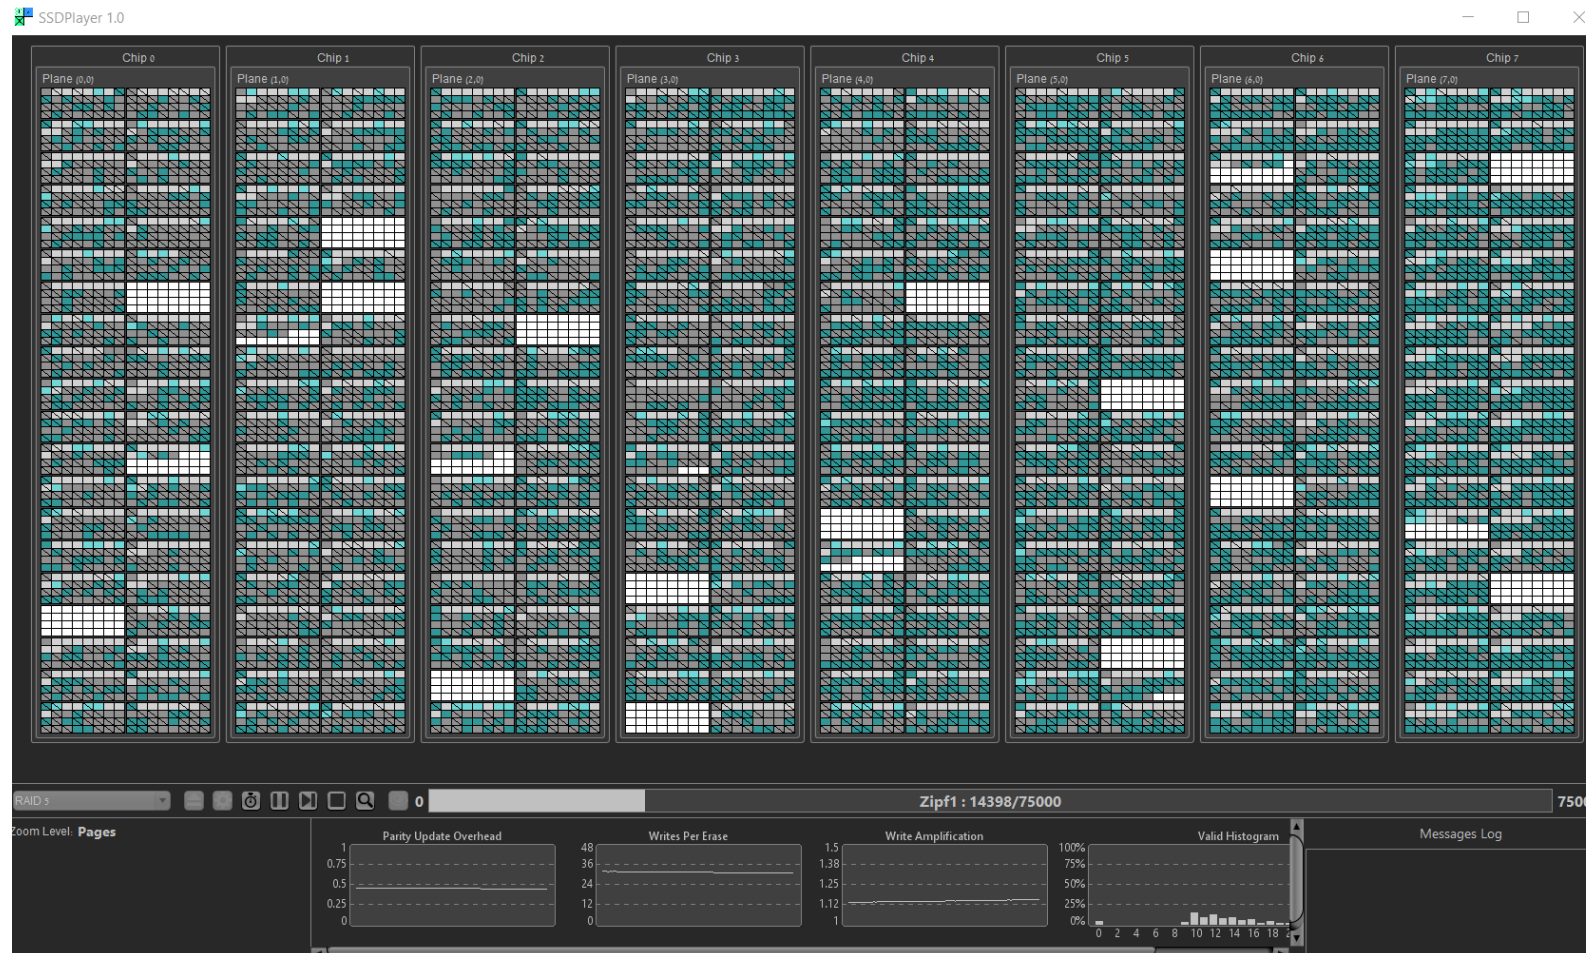 SSDPlayer 1.0
Chip 0
Chip 1
Chip 2
Chip 3
Chip 4
Chip 5
Chip 6
Chip 7
Plane (0,0)
Plane (1,0)
Plane (2,0)
Plane (3,0)
Plane (4,0)
Plane (5,0)
Plane (6,0)
Plane (7,0)
RAID 5
0
Zipf1 : 14398/75000
7500
Zoom Level: Pages
Parity Update Overhead
1
0.75
0.5
0.25
0
Writes Per Erase
48
36
24
12
0
Write Amplification
1.5
1.38
1.25
1.12
1
Valid Histogram
100%
75%
50%
25%
0%
0 2 4 6 8 10 12 14 16 18
Messages Log